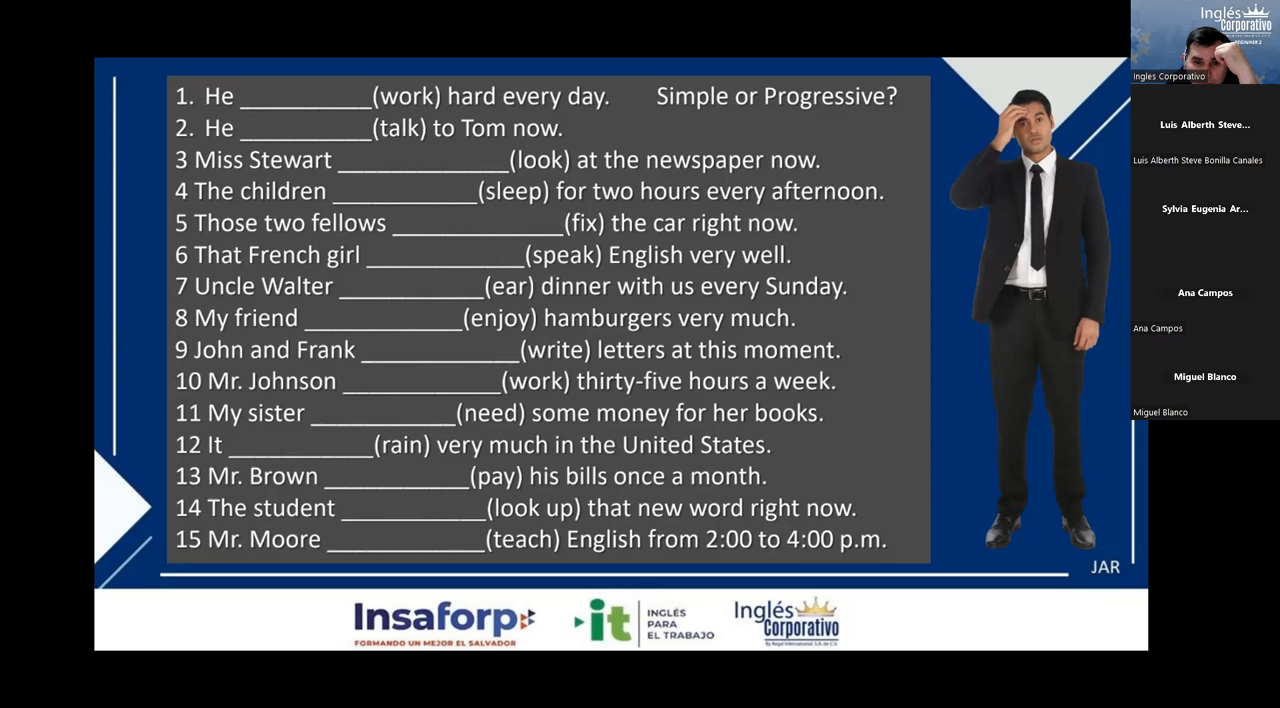 1. He ___________(work) hard every day. Simple or Progressive?
2. He ___________(talk) to Tom now.
3 Miss Stewart ______________(look) at the newspaper now.
4 The children ____________(sleep) for two hours every afternoon.
5 Those two fellows ______________(fix) the car right now.
6 That French girl _____________(speak) English very well.
7 Uncle Walter ____________(ear) dinner with us every Sunday.
8 My friend _____________(enjoy) hamburgers very much.
9 John and Frank _____________(write) letters at this moment.
10 Mr. Johnson _____________(work) thirty-five hours a week.
11 My sister ____________(need) some money for her books.
12 It ____________(rain) very much in the United States.
13 Mr. Brown ____________(pay) his bills once a month.
14 The student ____________(look up) that new word right now.
15 Mr. Moore _____________(teach) English from 2:00 to 4:00 p.m.
JAR
Insaforp
FORMANDO UN MEJOR EL SALVADOR
it
INGLÉS
PARA
EL TRABAJO
Inglés
Corporativo
By Regal International, S.A. de C.V.
Inglés
Corporativo
BEGINNER 2
Ingles Corporativo
Luis Alberth Steve...
Luis Alberth Steve Bonilla Canales
Sylvia Eugenia Ar...
Ana Campos
Ana Campos
Miguel Blanco
Miguel Blanco